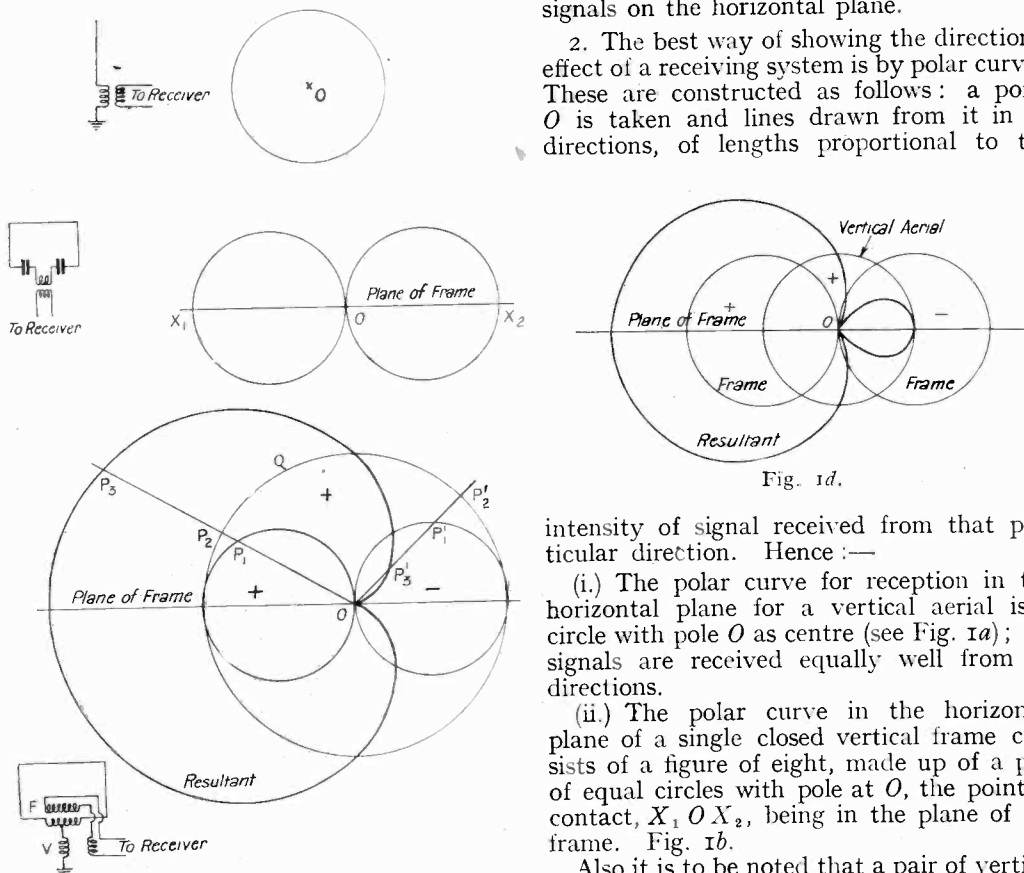 To Receiver
O
To Receiver
Plane of Frame
X₁
O
X₂
P₃
Q
+
P₂
P₁
P′₂
P′₁
P′₃
+
−
Plane of Frame
O
Resultant
F
V
To Receiver
signals on the horizontal plane.
2. The best way of showing the direction
effect of a receiving system is by polar curv
These are constructed as follows : a po
O is taken and lines drawn from it in
directions, of lengths proportional to t
Vertical Aerial
+
+
−
Plane of Frame
O
Frame
Frame
Resultant
Fig. 1d.
intensity of signal received from that p
ticular direction. Hence :—
(i.) The polar curve for reception in t
horizontal plane for a vertical aerial is
circle with pole O as centre (see Fig. 1a) ;
signals are received equally well from
directions.
(ii.) The polar curve in the horizon
plane of a single closed vertical frame c
sists of a figure of eight, made up of a p
of equal circles with pole at O, the point
contact, X₁ O X₂, being in the plane of
frame. Fig. 1b.
Also it is to be noted that a pair of verti